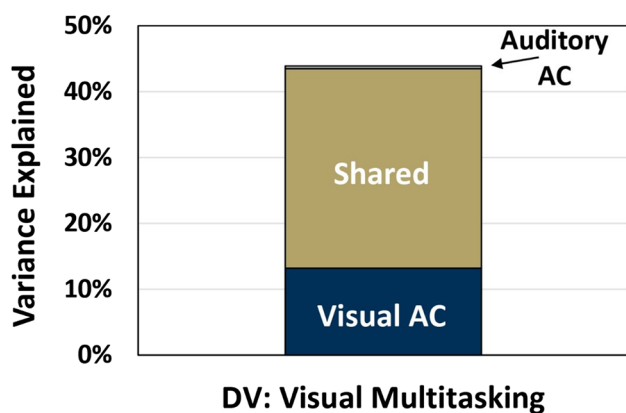 50%
Auditory
AC
40%
Variance Explained
Shared
30%
20%
10%
Visual AC
0%
DV: Visual Multitasking